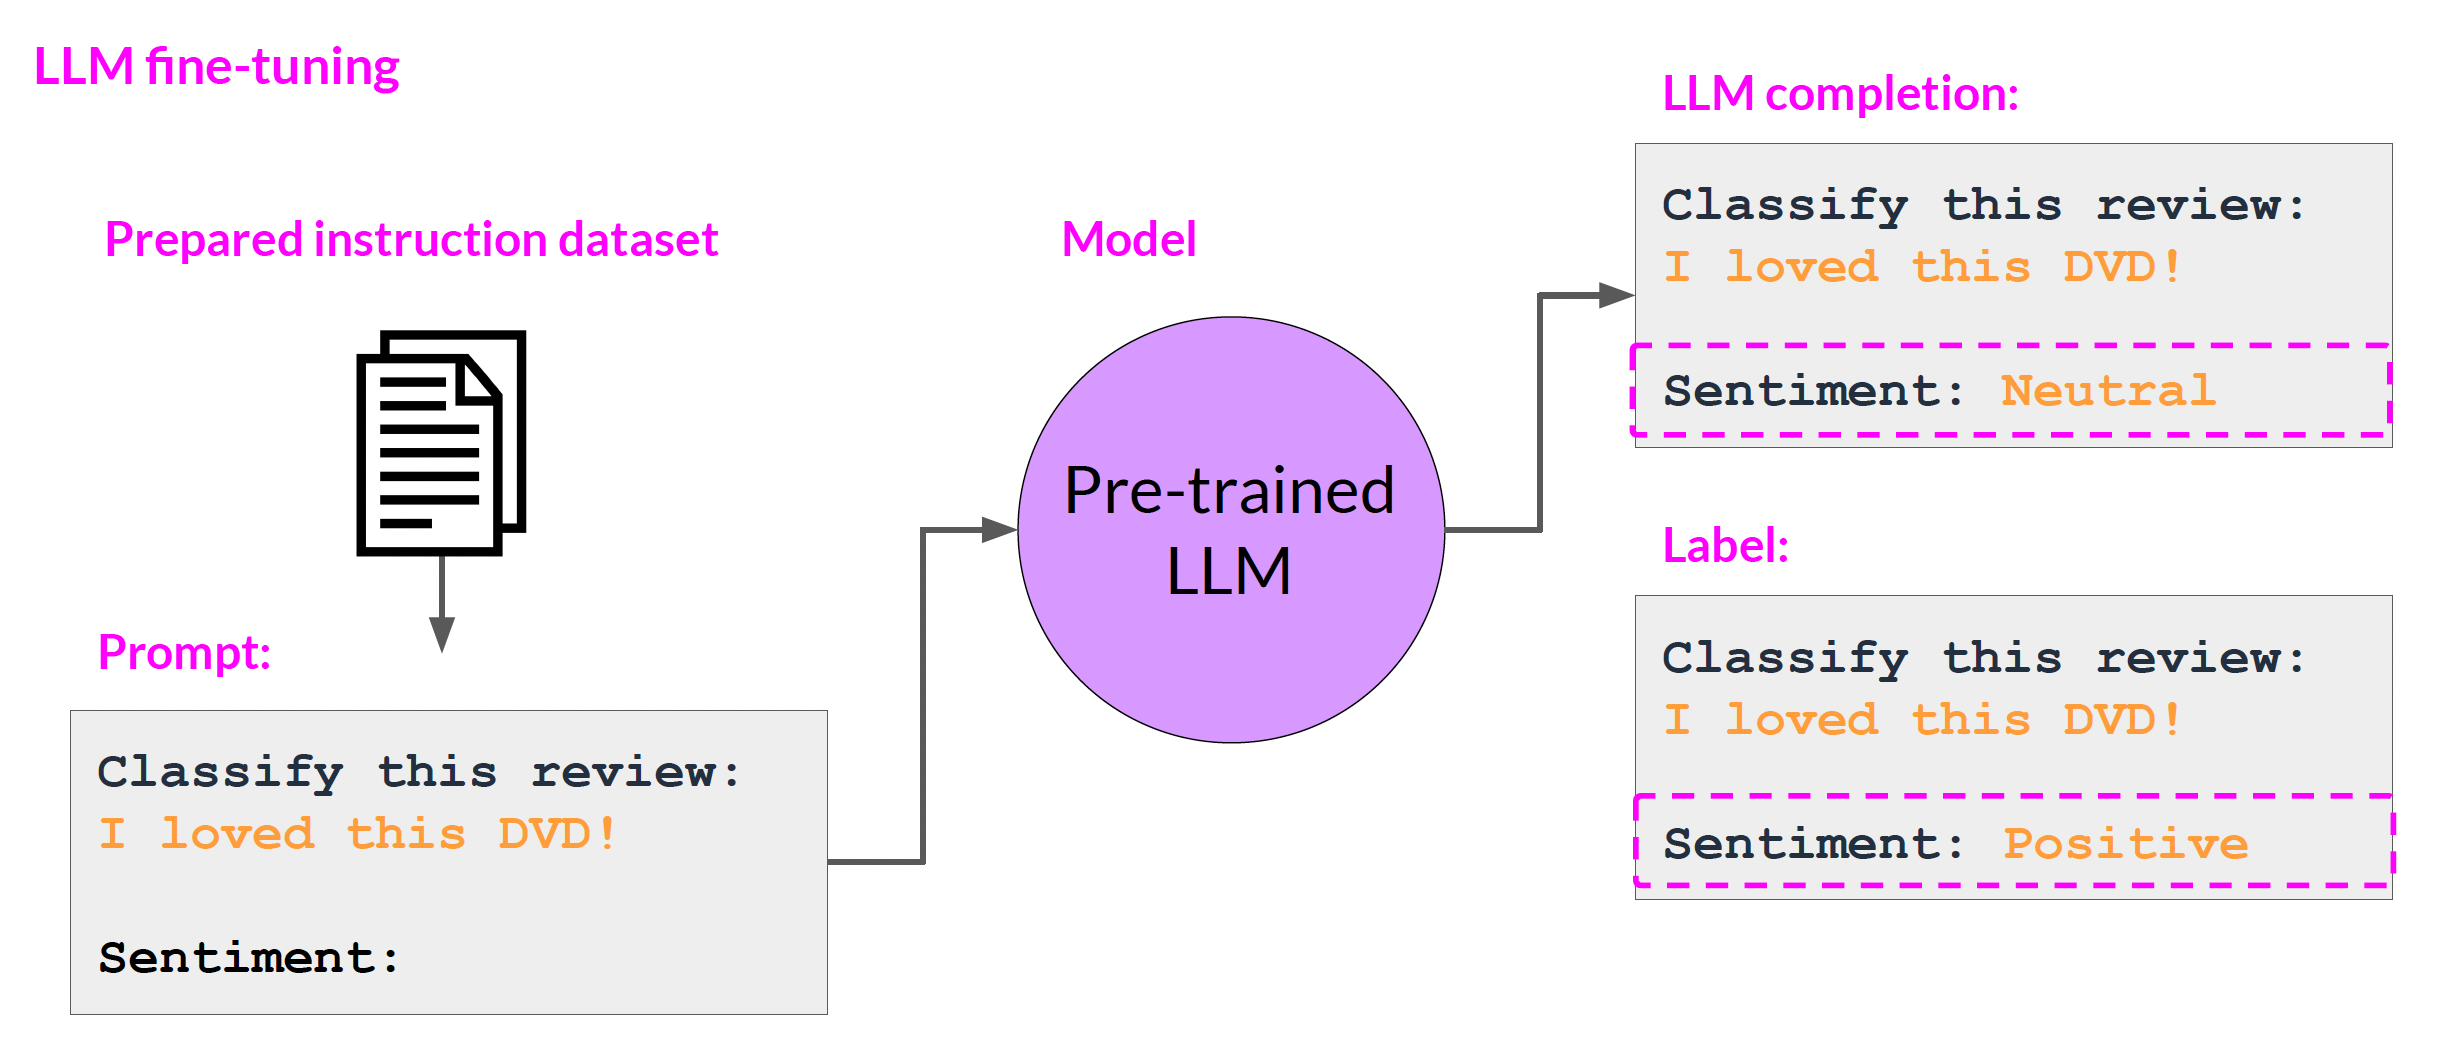 LLM fine-tuning
Prepared instruction dataset
Prompt:
Classify this review:
I loved this DVD!
Sentiment:
Model
Pre-trained
LLM
LLM completion:
Classify this review:
I loved this DVD!
Sentiment: Neutral
Label:
Classify this review:
I loved this DVD!
Sentiment: Positive